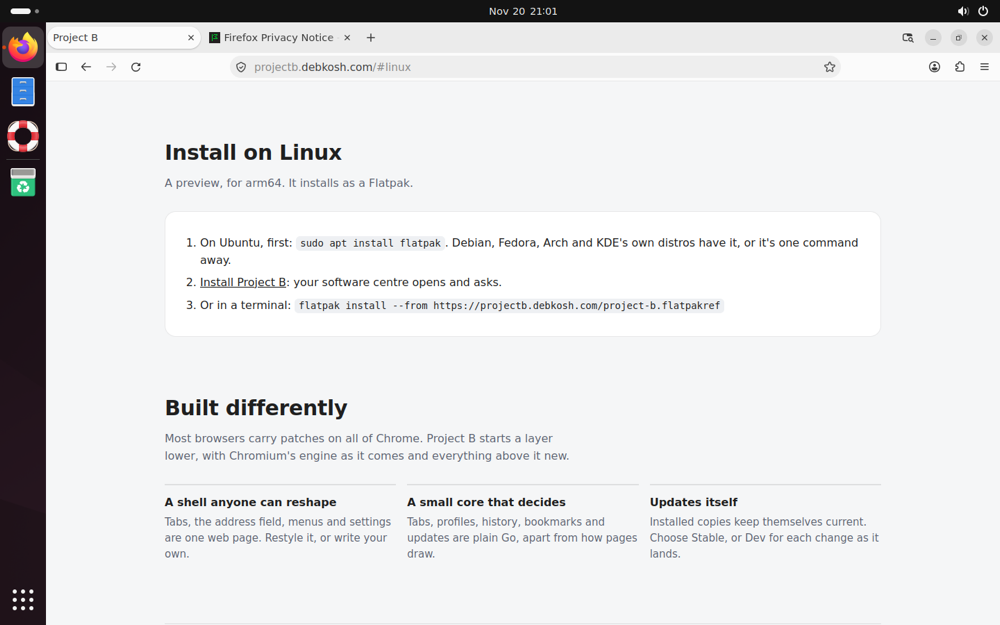 Nov 20 21:01
Project B
Firefox Privacy Notice
projectb.debkosh.com/#linux
Install on Linux
A preview, for arm64. It installs as a Flatpak.
1. On Ubuntu, first: sudo apt install flatpak. Debian, Fedora, Arch and KDE's own distros have it, or it's one command
away.
2. Install Project B: your software centre opens and asks.
3. Or in a terminal: flatpak install --from https://projectb.debkosh.com/project-b.flatpakref
Built differently
Most browsers carry patches on all of Chrome. Project B starts a layer
lower, with Chromium's engine as it comes and everything above it new.
A shell anyone can reshape
Tabs, the address field, menus and settings
are one web page. Restyle it, or write your
own.
A small core that decides
Tabs, profiles, history, bookmarks and
updates are plain Go, apart from how pages
draw.
Updates itself
Installed copies keep themselves current.
Choose Stable, or Dev for each change as it
lands.